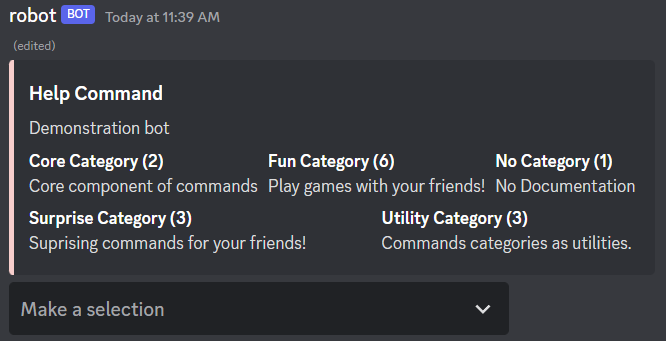 robot BOT Today at 11:39 AM
(edited)
Help Command
Demonstration bot
Core Category (2) Fun Category (6) No Category (1)
Core component of commands Play games with your friends! No Documentation
Surprise Category (3) Utility Category (3)
Suprising commands for your friends! Commands categories as utilities.
Make a selection